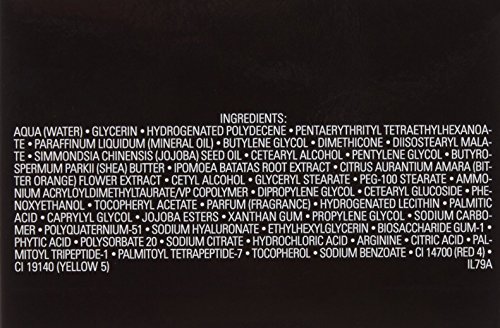 INGREDIENTS:
AQUA (WATER) • GLYCERIN • HYDROGENATED POLYDECENE • PENTAERYTHRITYL TETRAETHYLHEXANOA-
TE • PARAFFINUM LIQUIDUM (MINERAL OIL) • BUTYLENE GLYCOL • DIMETHICONE • DIISOSTEARYL MALA-
TE • SIMMONDSIA CHINENSIS (JOJOBA) SEED OIL • CETEARYL ALCOHOL • PENTYLENE GLYCOL • BUTYRO-
SPERMUM PARKII (SHEA) BUTTER • IPOMOEA BATATAS ROOT EXTRACT • CITRUS AURANTIUM AMARA (BIT-
TER ORANGE) FLOWER EXTRACT • CETYL ALCOHOL • GLYCERYL STEARATE • PEG-100 STEARATE • AMMO-
NIUM ACRYLOYLDIMETHYLTAURATE/VP COPOLYMER • DIPROPYLENE GLYCOL • CETEARYL GLUCOSIDE • PHE-
NOXYETHANOL • TOCOPHERYL ACETATE • PARFUM (FRAGRANCE) • HYDROGENATED LECITHIN • PALMITIC
ACID • CAPRYLYL GLYCOL • JOJOBA ESTERS • XANTHAN GUM • PROPYLENE GLYCOL • SODIUM CARBO-
MER • POLYQUATERNIUM-51 • SODIUM HYALURONATE • ETHYLHEXYLGLYCERIN • BIOSACCHARIDE GUM-1 •
PHYTIC ACID • POLYSORBATE 20 • SODIUM CITRATE • HYDROCHLORIC ACID • ARGININE • CITRIC ACID • PAL-
MITOYL TRIPEPTIDE-1 • PALMITOYL TETRAPEPTIDE-7 • TOCOPHEROL • SODIUM BENZOATE • CI 14700 (RED 4) •
CI 19140 (YELLOW 5) IL79A